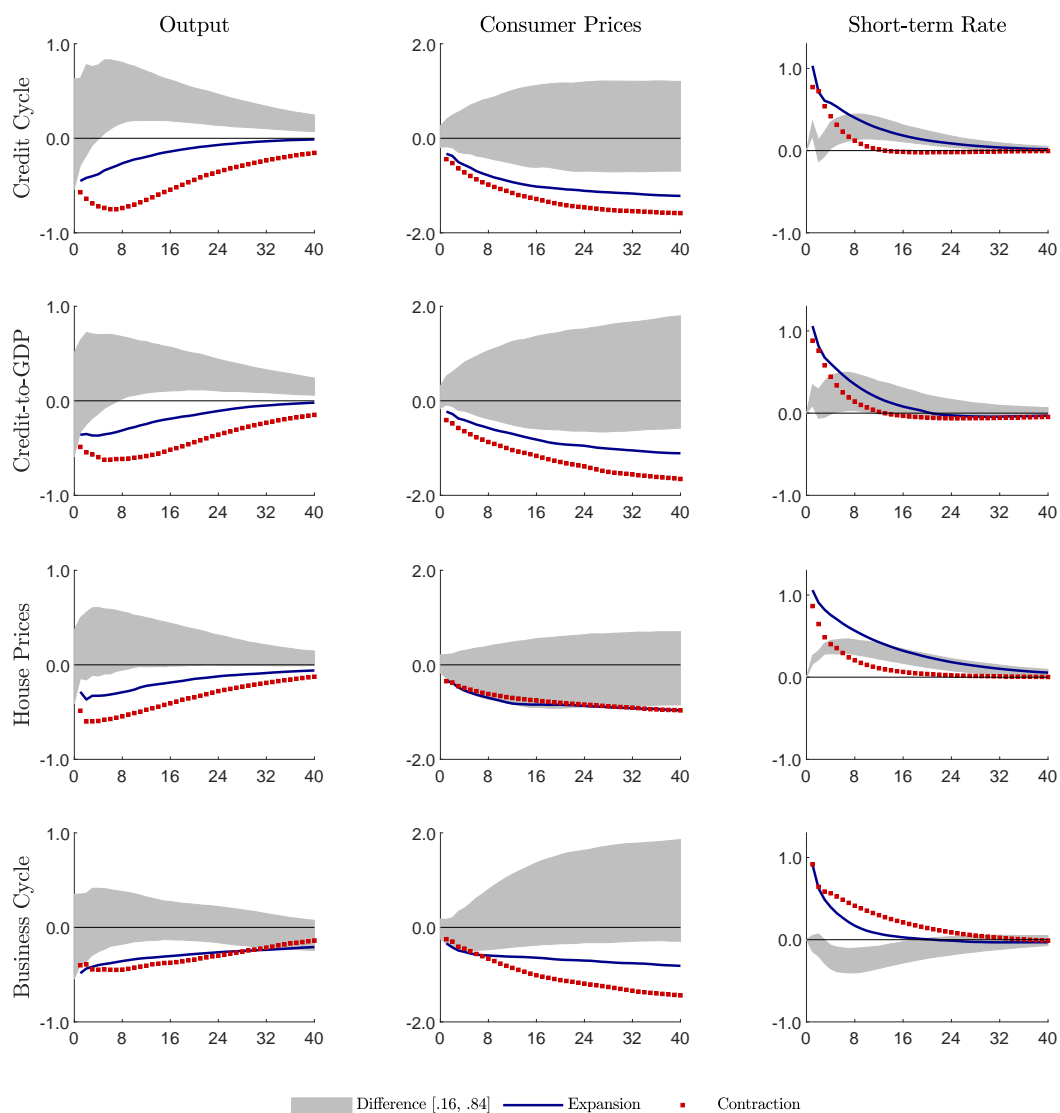 Output Consumer Prices Short-term Rate
Credit Cycle
1.0
0.0
-1.0
0 8 16 24 32 40
2.0
0.0
-2.0
0 8 16 24 32 40
1.0
0.0
-1.0
0 8 16 24 32 40
Credit-to-GDP
1.0
0.0
-1.0
0 8 16 24 32 40
2.0
0.0
-2.0
0 8 16 24 32 40
1.0
0.0
-1.0
0 8 16 24 32 40
House Prices
1.0
0.0
-1.0
0 8 16 24 32 40
2.0
0.0
-2.0
0 8 16 24 32 40
1.0
0.0
-1.0
0 8 16 24 32 40
Business Cycle
1.0
0.0
-1.0
0 8 16 24 32 40
2.0
0.0
-2.0
0 8 16 24 32 40
1.0
0.0
-1.0
0 8 16 24 32 40
Difference [.16, .84] Expansion Contraction